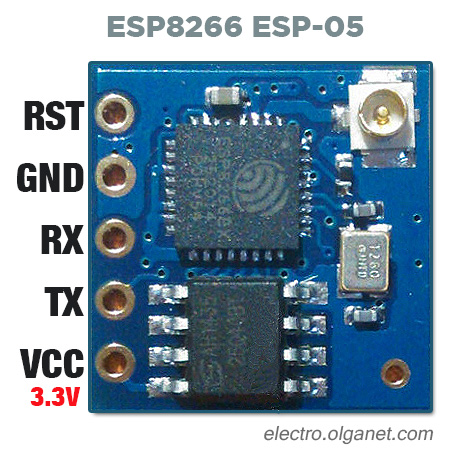 ESP8266 ESP-05
RST
GND
RX
TX
VCC
3.3V
electro.olganet.com